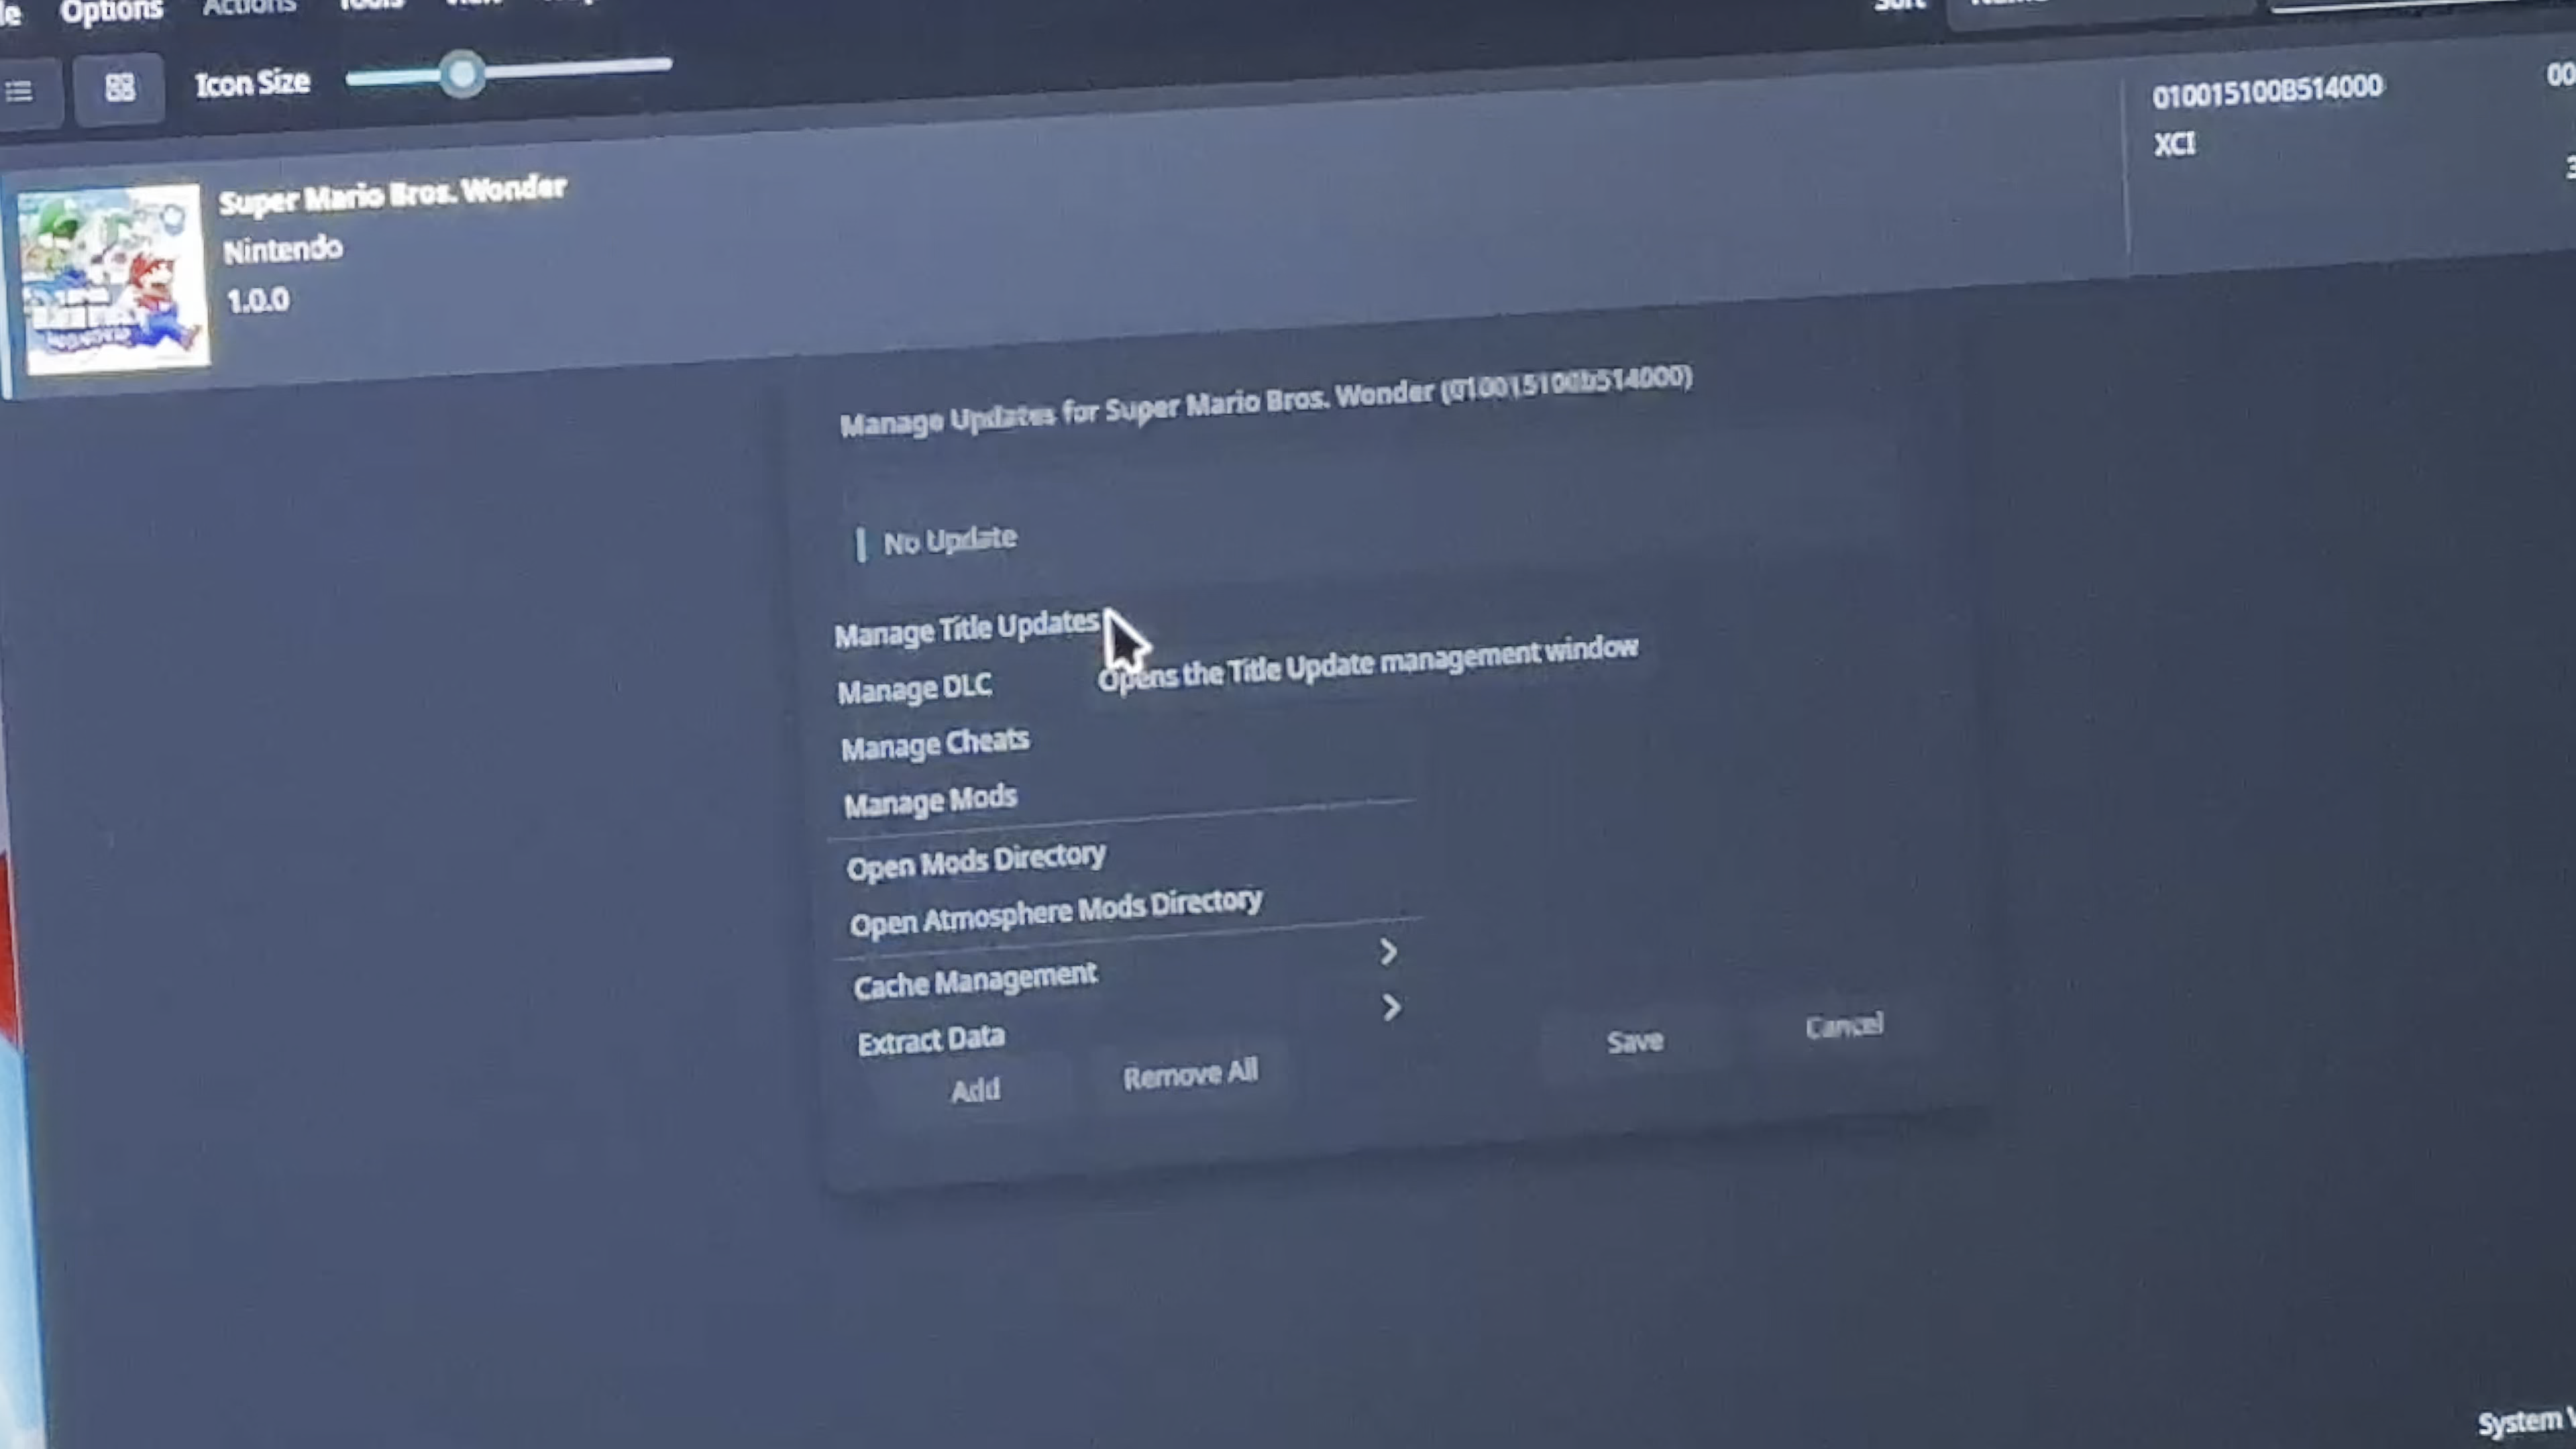 Options
Actions
Icon Size
010015100B514000
XCI
Super Mario Bros. Wonder
Nintendo
1.0.0
Manage Updates for Super Mario Bros. Wonder (010015100b514000)
No Update
Manage Title Updates
Opens the Title Update management window
Manage DLC
Manage Cheats
Manage Mods
Open Mods Directory
Open Atmosphere Mods Directory
Cache Management
Extract Data
Add
Remove All
Save
Cancel
System